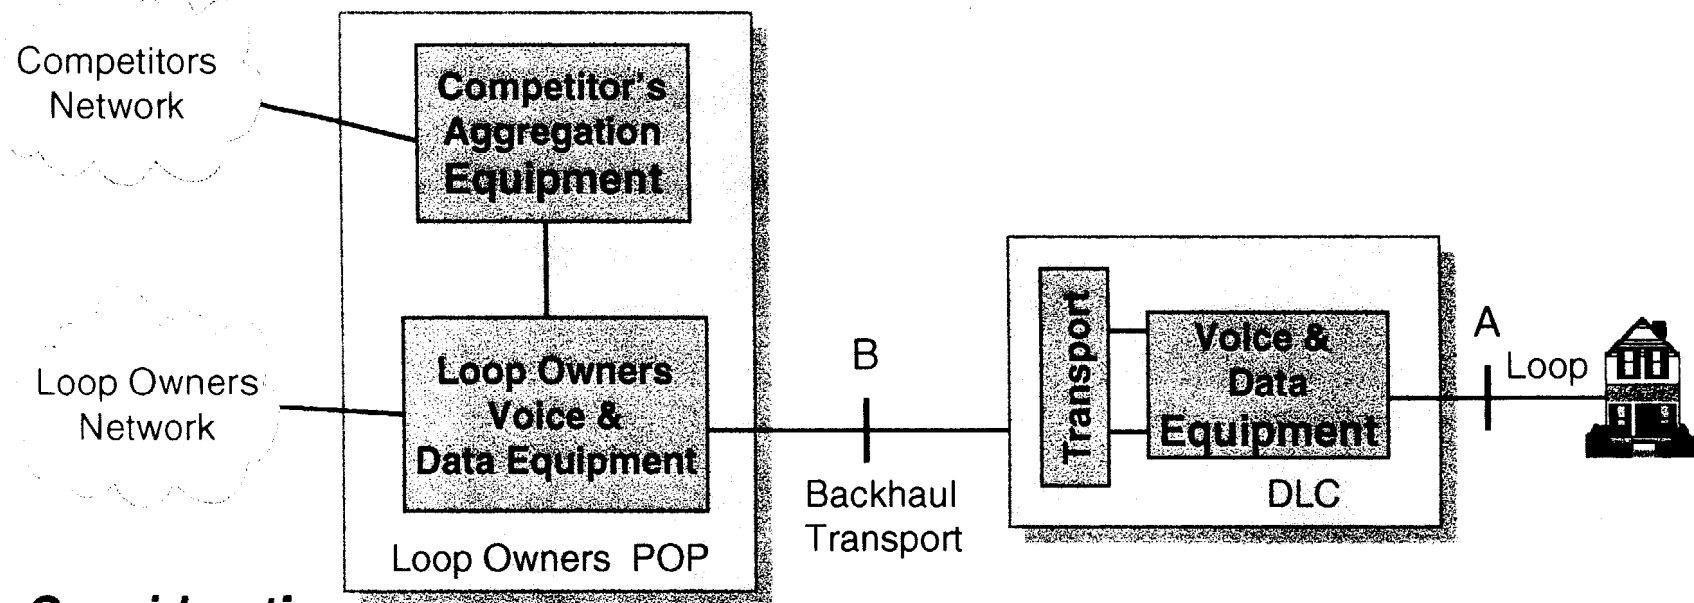 Competitors
Network
Competitor's
Aggregation
Equipment
Loop Owners
Network
Loop Owners
Voice &
Data Equipment
Loop Owners POP
B
Backhaul
Transport
Transport
Voice &
Data
Equipment
DLC
A
Loop